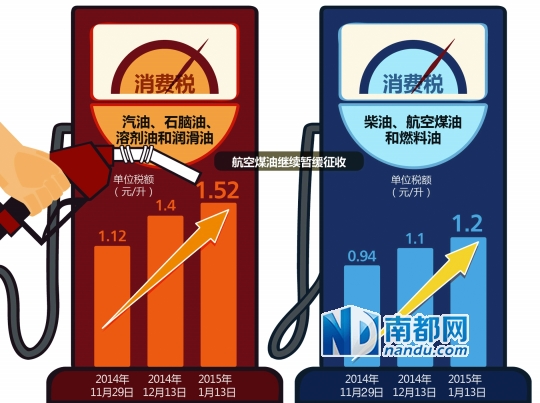 消费税
汽油、石脑油、
溶剂油和润滑油
单位税额
（元/升）
1.12
1.4
1.52
2014年
11月29日
2014年
12月13日
2015年
1月13日
航空煤油继续暂缓征收
消费税
柴油、航空煤油
和燃料油
单位税额
（元/升）
0.94
1.1
1.2
2014年
11月29日
2014年
12月13日
2015年
1月13日
ND 南都网
nandu.com